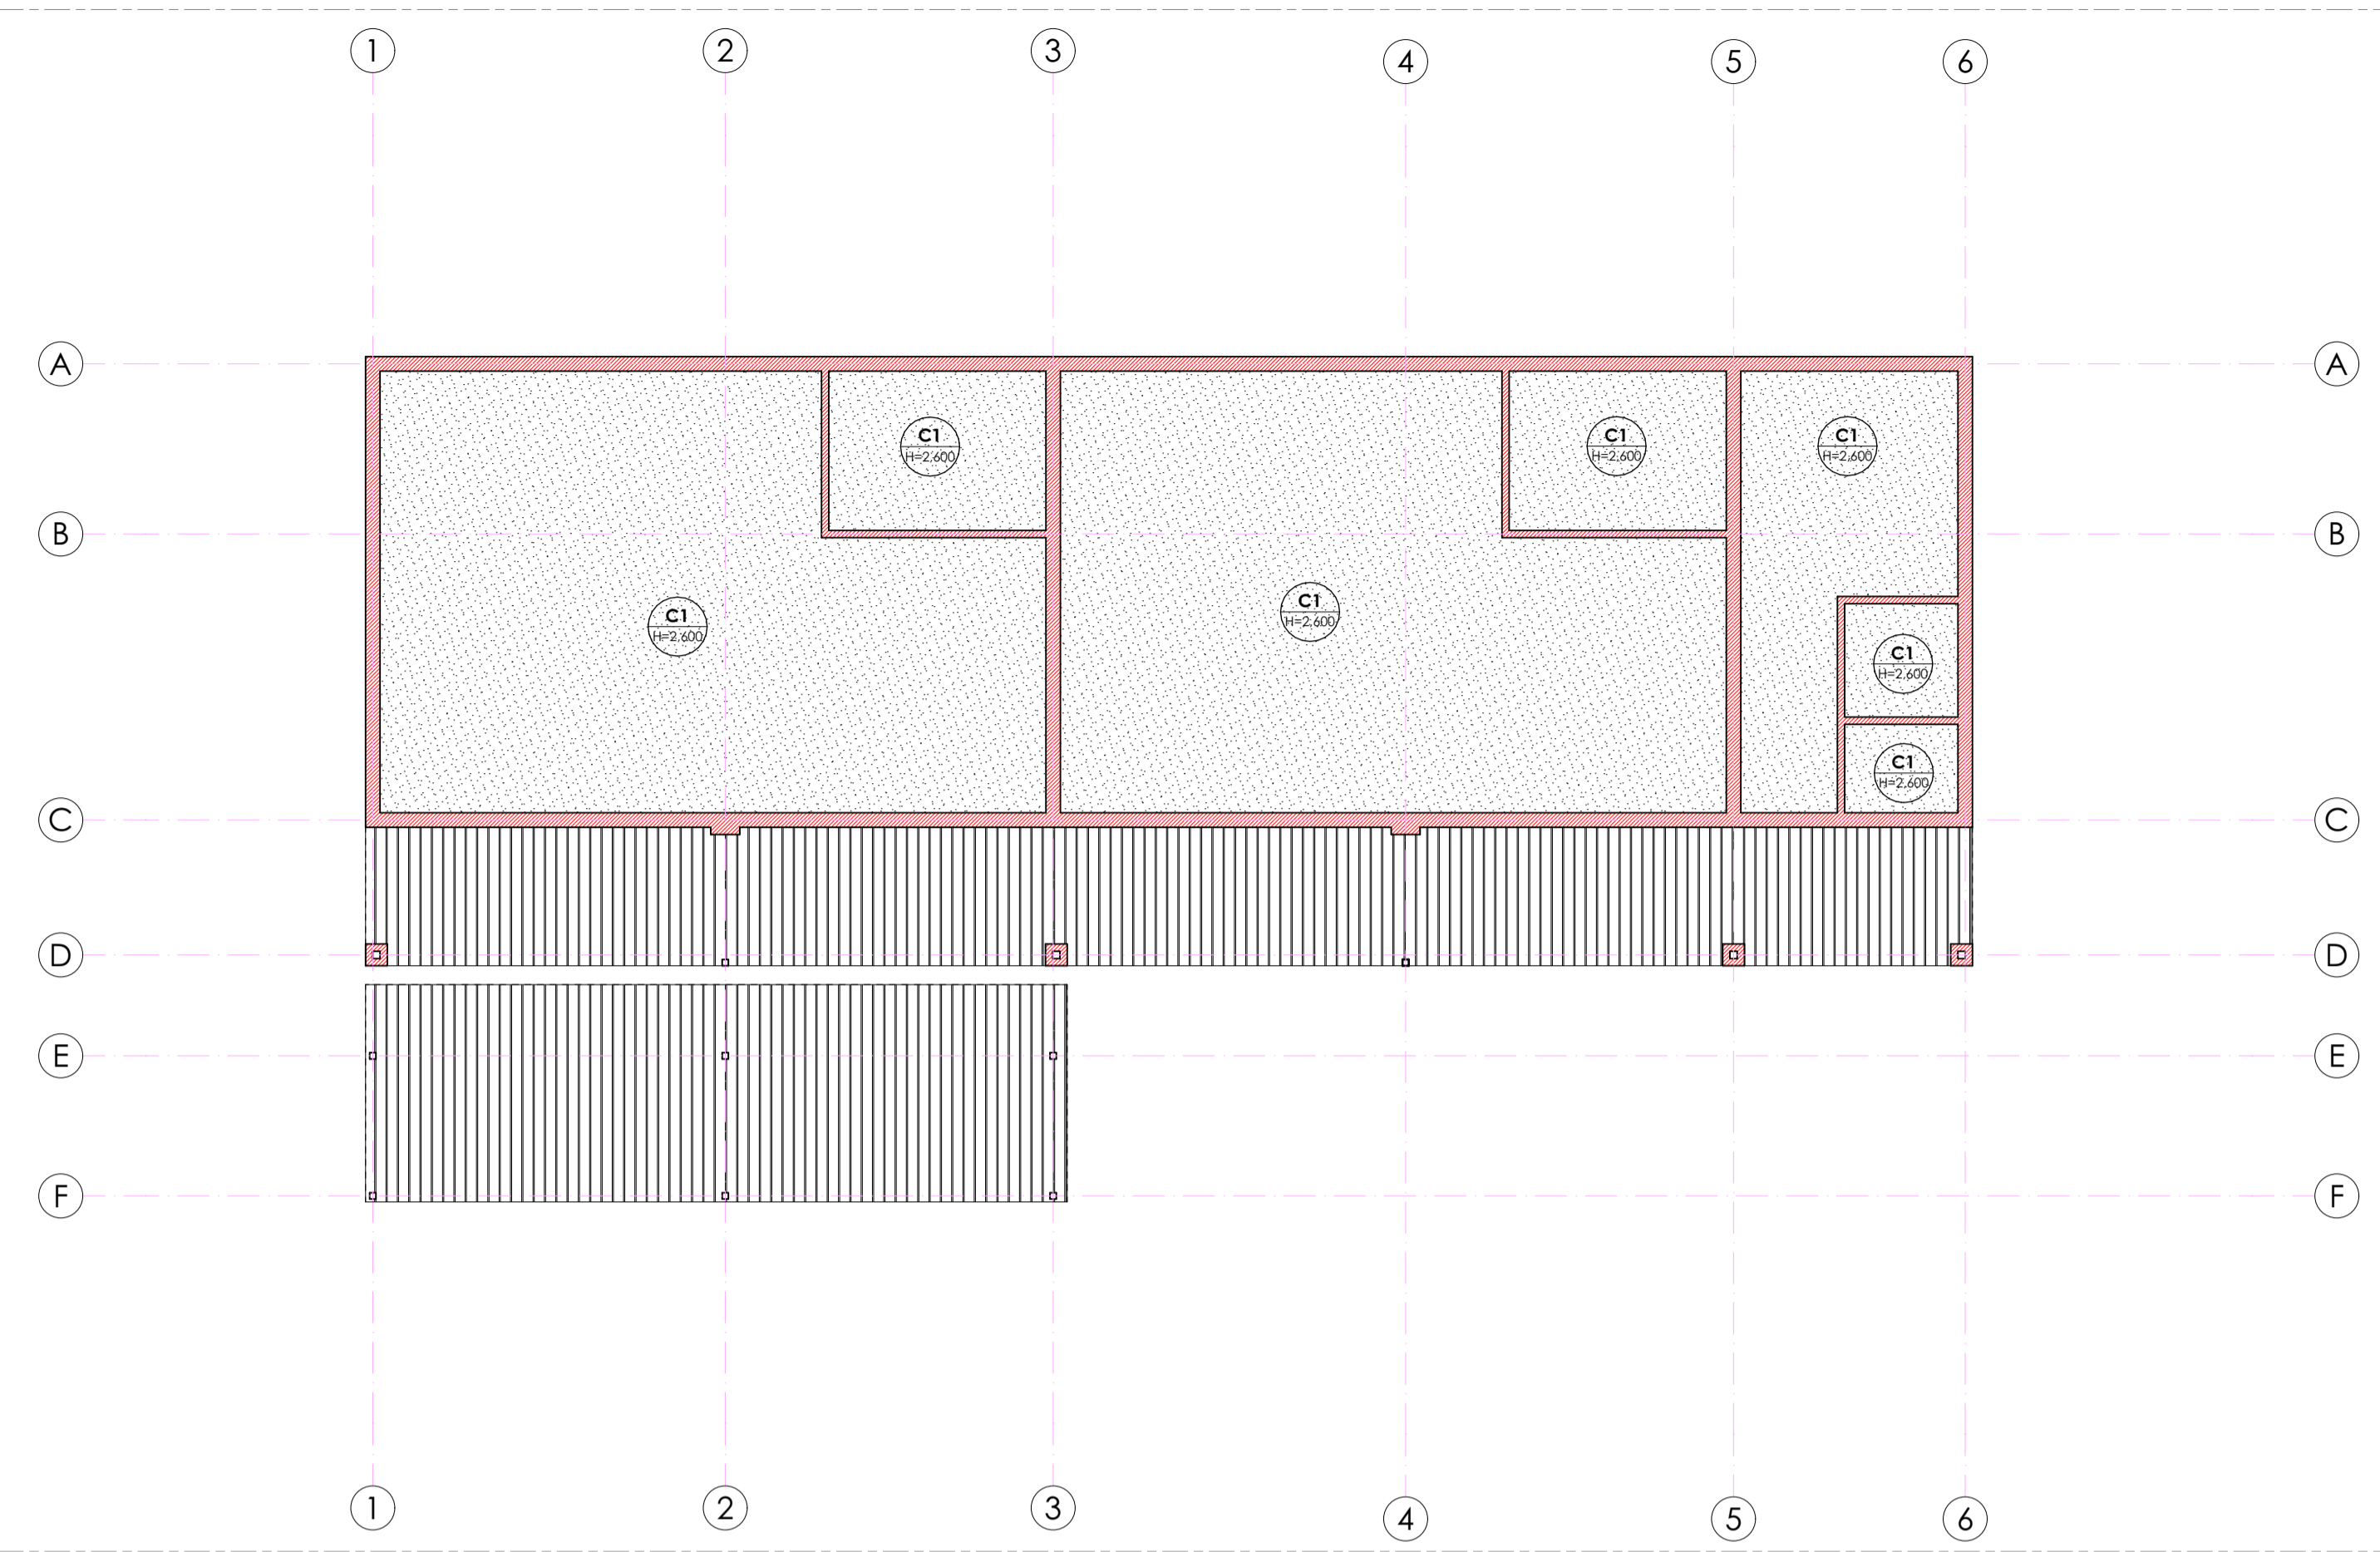 1 2 3 4 5 6
A A
C1 C1 C1
H=2,600 H=2,600 H=2,600
B B
C1 C1
H=2,600 H=2,600
C1
H=2,600
C1
H=2,600
C C
D D
E E
F F
1 2 3 4 5 6